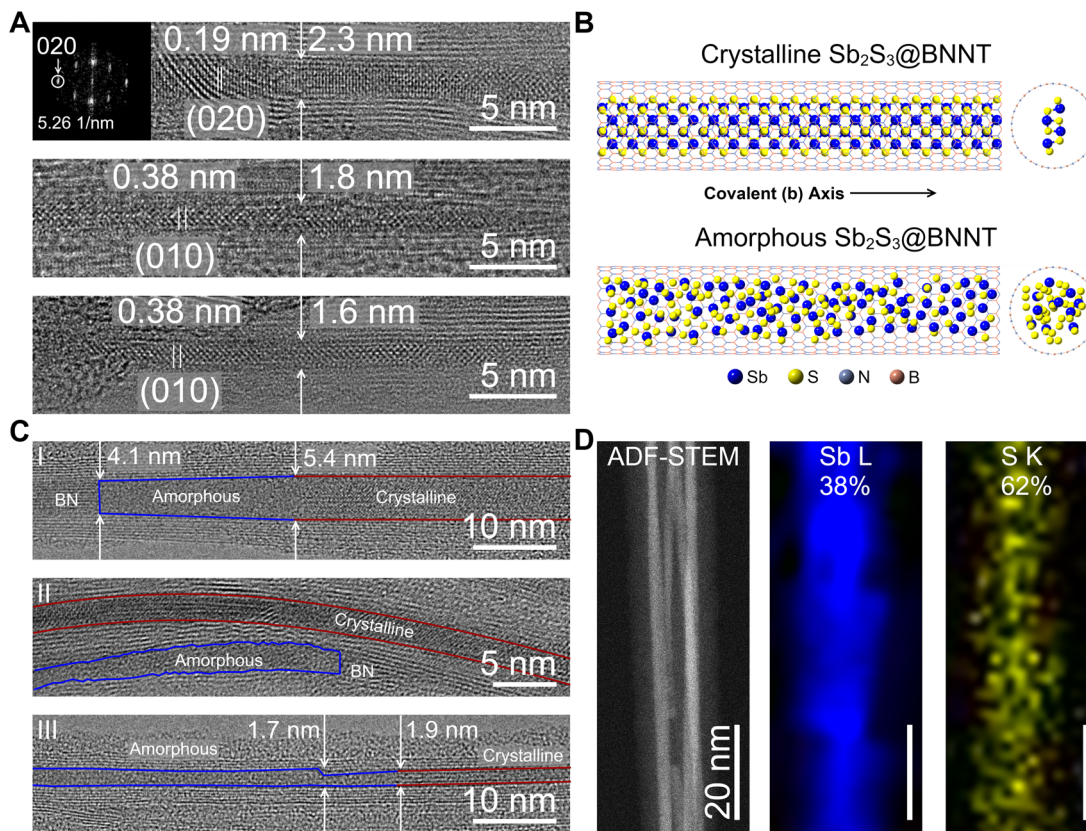 A
020
5.26 1/nm
0.19 nm
2.3 nm
(020)
5 nm
0.38 nm
1.8 nm
(010)
5 nm
0.38 nm
1.6 nm
(010)
5 nm
B
Crystalline Sb₂S₃@BNNT
Covalent (b) Axis
Amorphous Sb₂S₃@BNNT
Sb
S
N
B
C
I
4.1 nm
5.4 nm
BN
Amorphous
Crystalline
10 nm
II
Crystalline
Amorphous
BN
5 nm
III
Amorphous
1.7 nm
1.9 nm
Crystalline
10 nm
D
ADF-STEM
20 nm
Sb L
38%
S K
62%